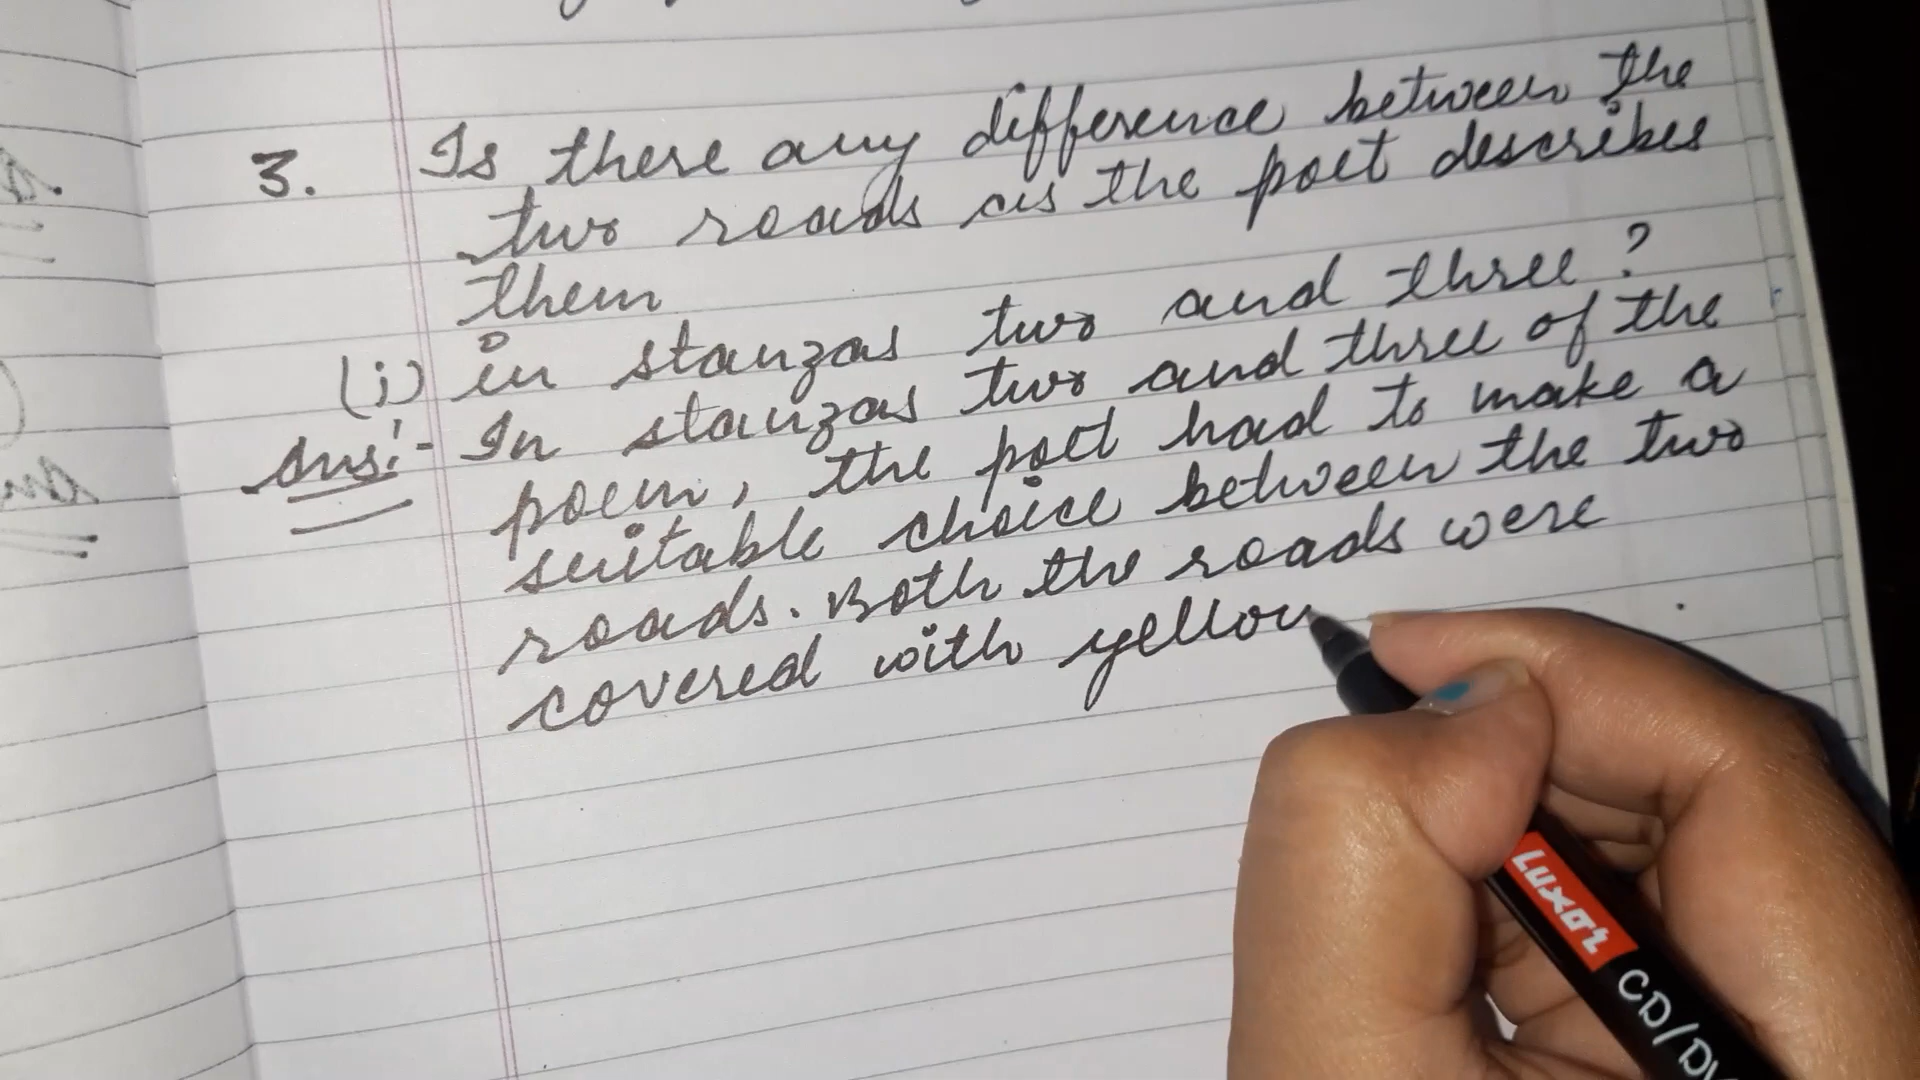 3. Is there any difference between the
two roads as the poet describes
them
(i) in stanzas two and three?
Ans:- In stanzas two and three of the
poem, the poet had to make a
suitable choice between the two
roads. Both the roads were
covered with yellow
Luxor
CD/DV